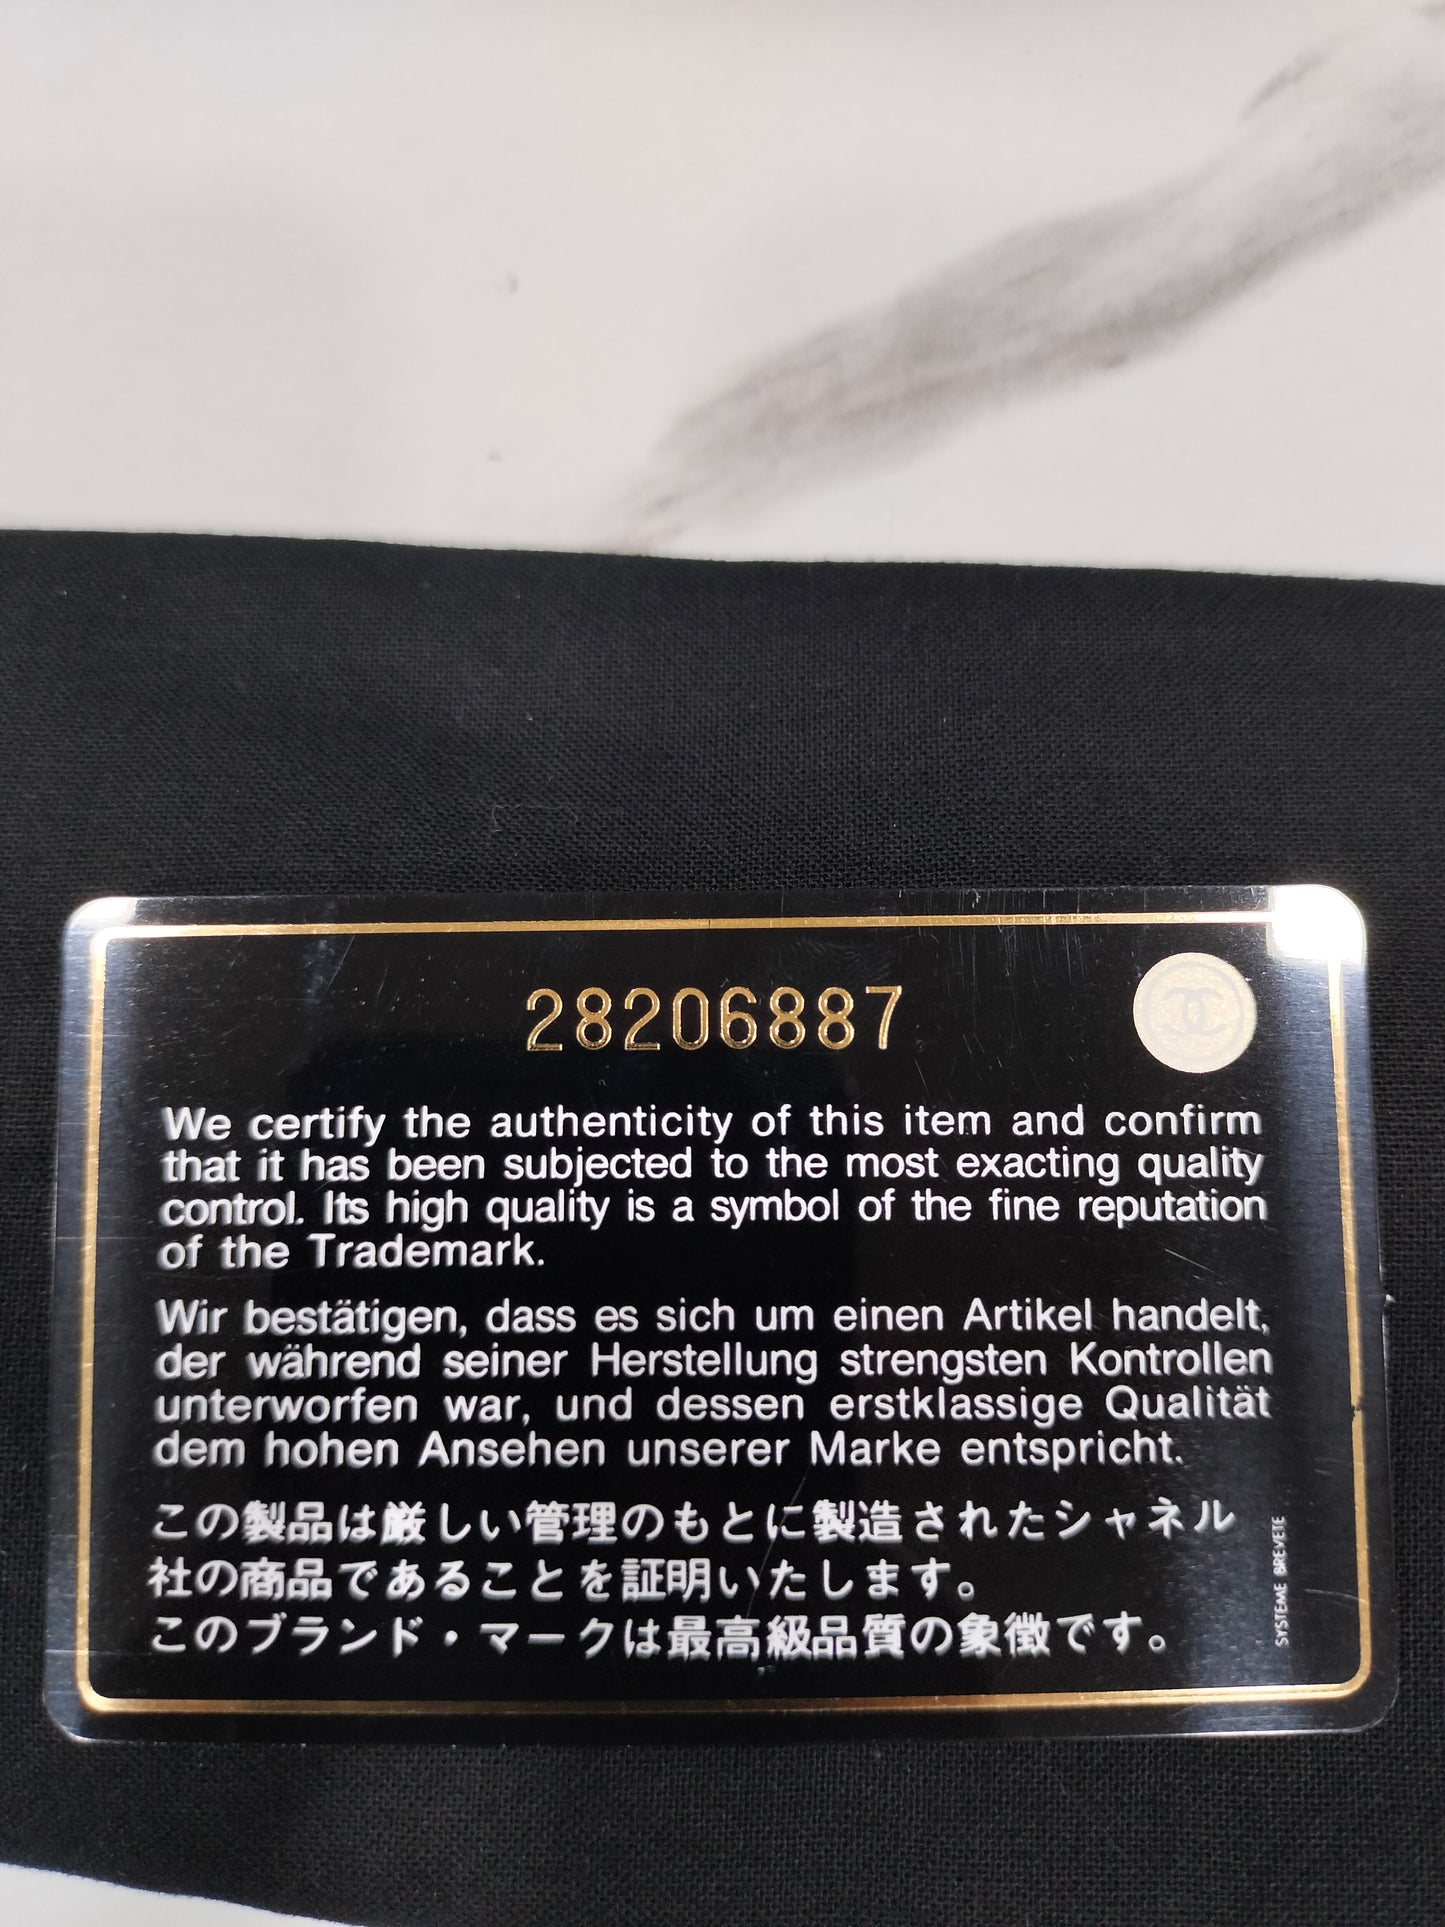 28206887
We certify the authenticity of this item and confirm
that it has been subjected to the most exacting quality
control. Its high quality is a symbol of the fine reputation
of the Trademark.
Wir bestätigen, dass es sich um einen Artikel handelt,
der während seiner Herstellung strengsten Kontrollen
unterworfen war, und dessen erstklassige Qualität
dem hohen Ansehen unserer Marke entspricht.
この製品は厳しい管理のもとに製造されたシャネル
社の商品であることを証明いたします。
このブランド・マークは最高級品質の象徴です。
SYSTEME BREVETE